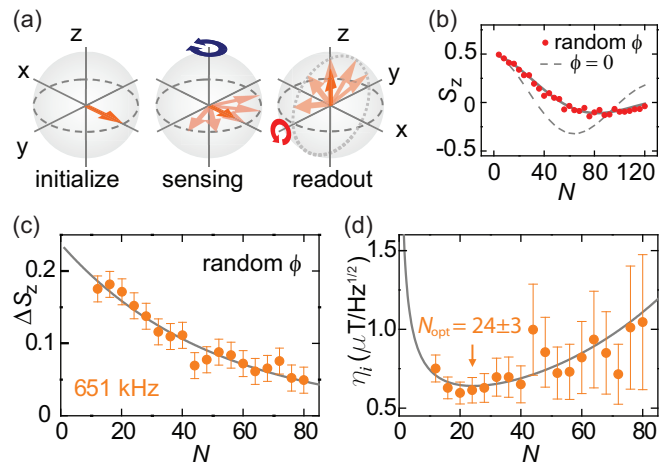 (a)
z z z
x y
y x
initialize sensing readout
(b)
S_z
0.5
0
-0.5
random ϕ
ϕ = 0
0 40 80 120
N
(c)
ΔS_z
0.2
0.1
0
random ϕ
651 kHz
0 20 40 60 80
N
(d)
η_i (μT/Hz^1/2)
1.5
1.0
0.5
N_opt = 24±3
0 20 40 60 80
N